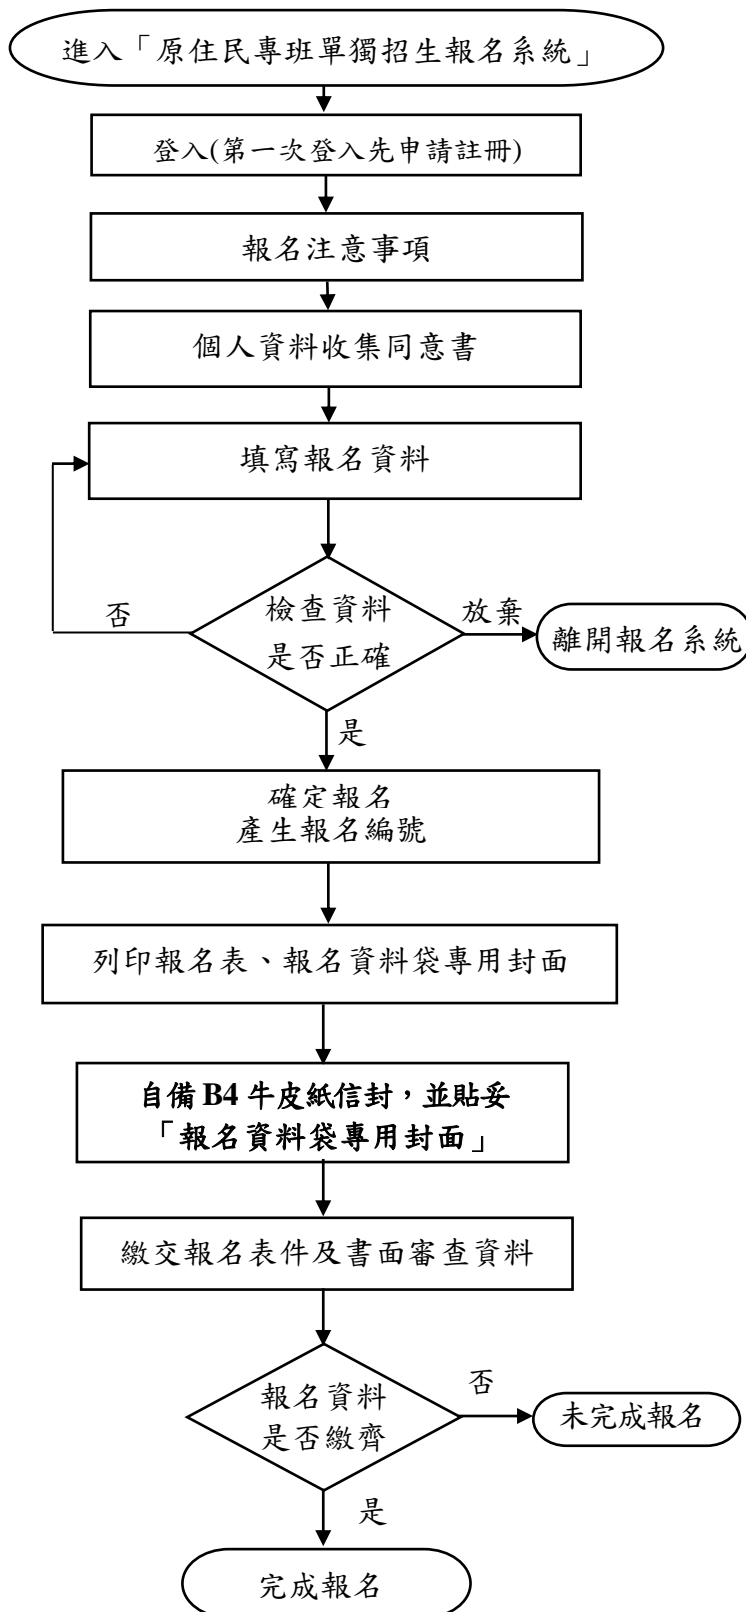 進入「原住民專班單獨招生報名系統」
登入(第一次登入先申請註冊)
報名注意事項
個人資料收集同意書
填寫報名資料
檢查資料
是否正確
否
放棄
離開報名系統
是
確定報名
產生報名編號
列印報名表、報名資料袋專用封面
自備 B4 牛皮紙信封，並貼妥
「報名資料袋專用封面」
繳交報名表件及書面審查資料
報名資料
是否繳齊
否
未完成報名
是
完成報名